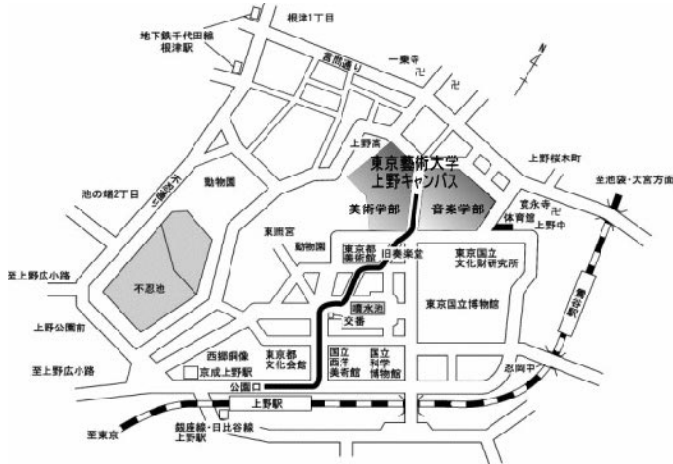 根津1丁目
地下鉄千代田線
根津駅
言問通り
一乗寺
N
上野高
東京藝術大学
上野キャンパス
上野桜木町
至池袋・大宮方面
池の端2丁目
不忍通り
動物園
美術学部
音楽学部
寛永寺
体育館
上野中
東照宮
動物園
東京都
美術館
旧奏楽堂
東京国立
文化財研究所
至上野広小路
不忍池
噴水池
交番
東京国立博物館
鶯谷駅
上野公園前
西郷銅像
東京都
文化会館
国立
西洋
美術館
国立
科学
博物館
忍岡中
至上野広小路
京成上野駅
公園口
上野駅
至東京
銀座線・日比谷線
上野駅